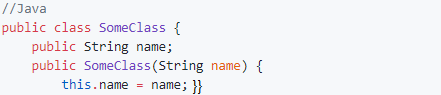 //Java
public class SomeClass {
    public String name;
    public SomeClass(String name) {
        this.name = name; }}